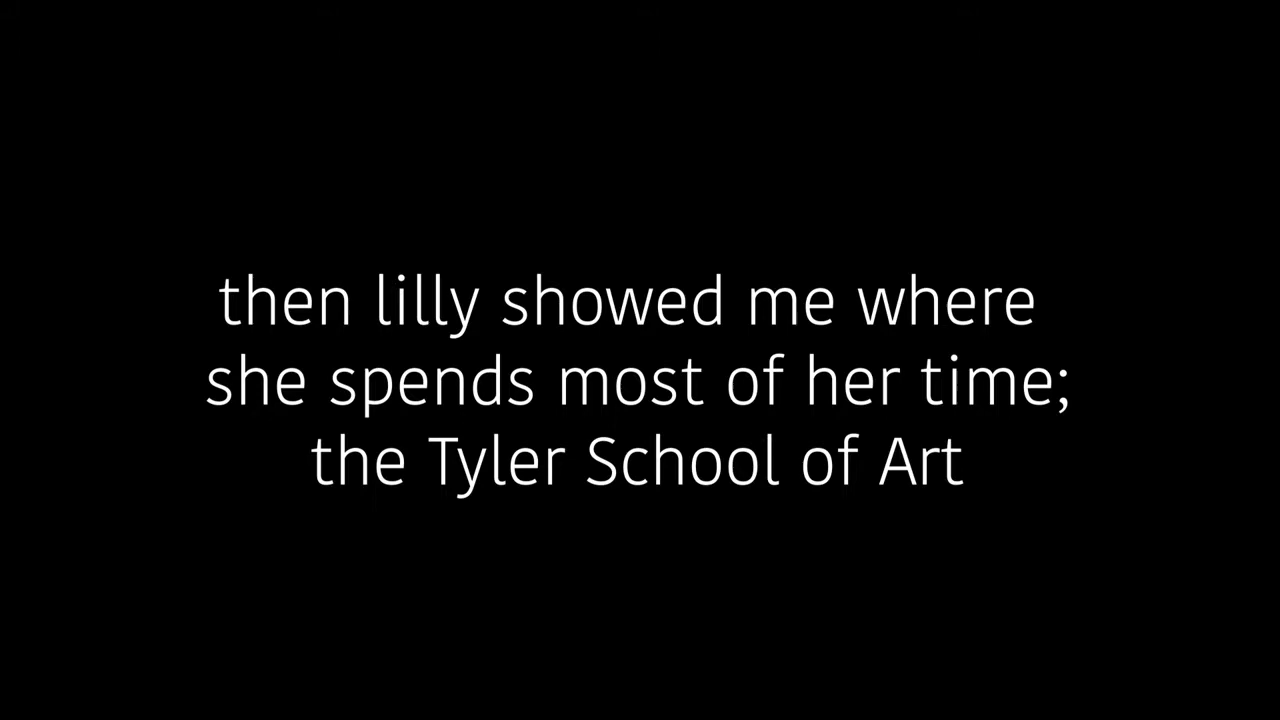 then lilly showed me where
she spends most of her time;
the Tyler School of Art